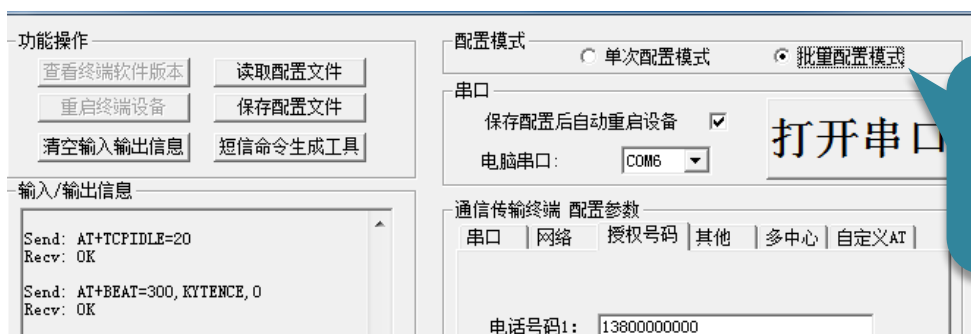 功能操作
查看终端软件版本 读取配置文件
重启终端设备 保存配置文件
清空输入输出信息 短信命令生成工具
输入/输出信息
Send: AT+TCPIDLE=20
Recv: OK
Send: AT+BEAT=300,KYTENCE,0
Recv: OK
配置模式
单次配置模式 批量配置模式
串口
保存配置后自动重启设备
电脑串口: COM6
打开串口
通信传输终端 配置参数
串口 网络 授权号码 其他 多中心 自定义AT
电话号码1: 13800000000